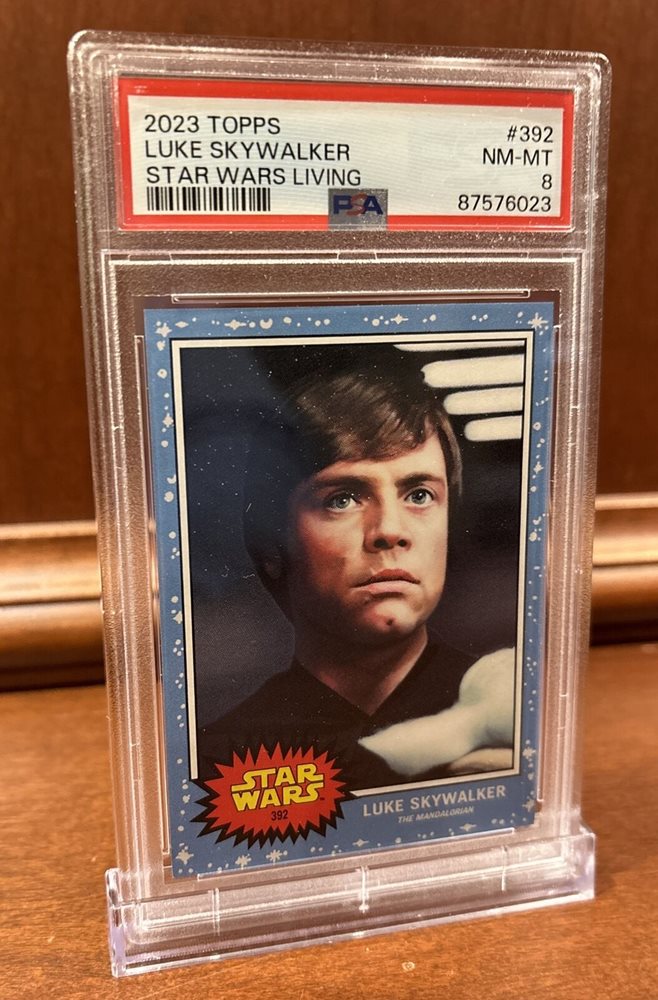 2023 TOPPS #392
LUKE SKYWALKER NM-MT
STAR WARS LIVING 8
PSA 87576023
STAR
WARS
392
LUKE SKYWALKER
THE MANDALORIAN